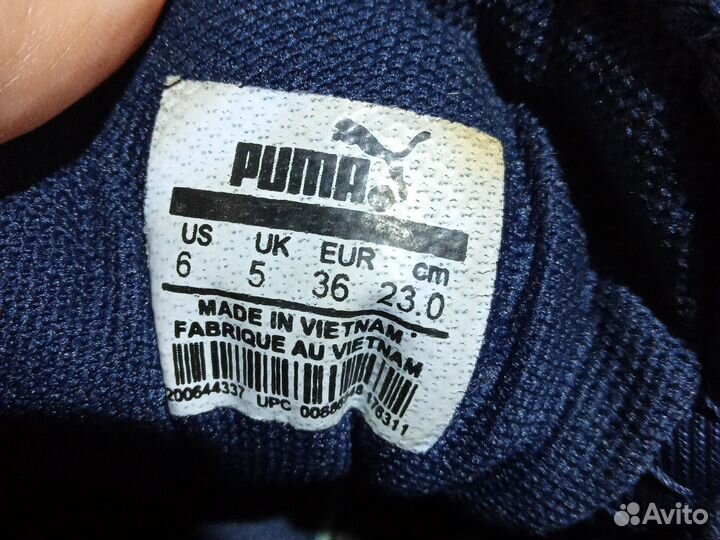 PUMA
US UK EUR cm
6 5 36 23.0
MADE IN VIETNAM
FABRIQUE AU VIETNAM
200644337 UPC
Avito